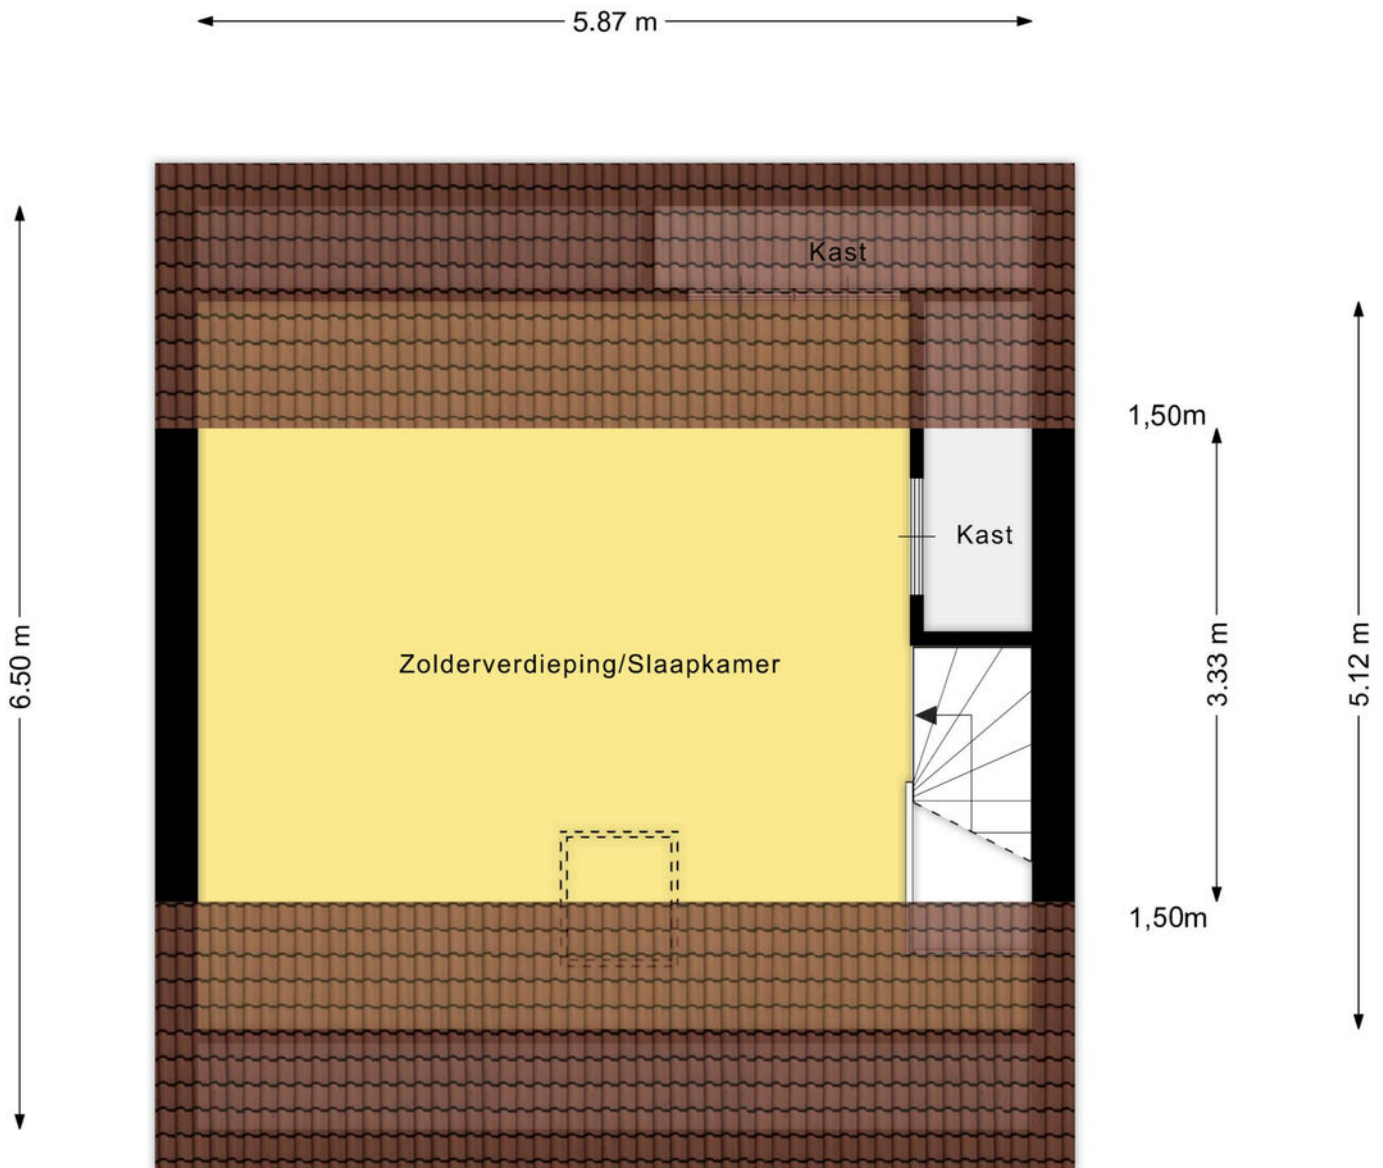 5.87 m
Kast
1,50m
Kast
Zolderverdieping/Slaapkamer
6.50 m
3.33 m
5.12 m
1,50m